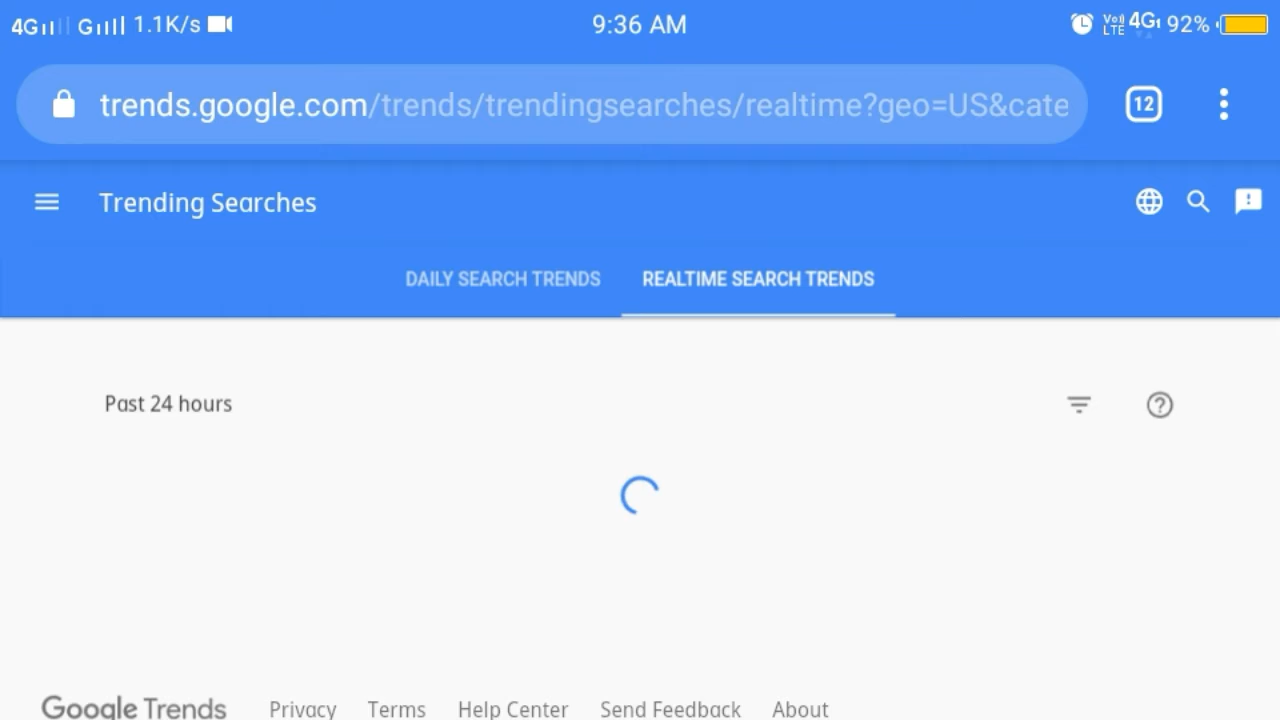 4G G 1.1K/s 9:36 AM Vo) LTE 4G 92%
trends.google.com/trends/trendingsearches/realtime?geo=US&cate 12
Trending Searches
DAILY SEARCH TRENDS REALTIME SEARCH TRENDS
Past 24 hours
Google Trends Privacy Terms Help Center Send Feedback About